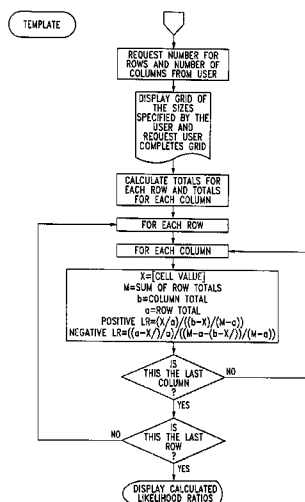 TEMPLATE
REQUEST NUMBER FOR
ROWS AND NUMBER OF
COLUMNS FROM USER
DISPLAY GRID OF
THE SIZES
SPECIFIED BY THE
USER AND
REQUEST USER
COMPLETES GRID
CALCULATE TOTALS FOR
EACH ROW AND TOTALS
FOR EACH COLUMN
FOR EACH ROW
FOR EACH COLUMN
X=[CELL VALUE]
M=SUM OF ROW TOTALS
b=COLUMN TOTAL
a=ROW TOTAL
POSITIVE LR=(X/a)/((b-X)/(M-a))
NEGATIVE LR=((a-X/)/a)/((M-a-(b-X/))/(M-a))
IS
THIS THE LAST
COLUMN
?
NO
YES
IS
THIS THE LAST
ROW
?
NO
YES
DISPLAY CALCULATED
LIKELIHOOD RATIOS